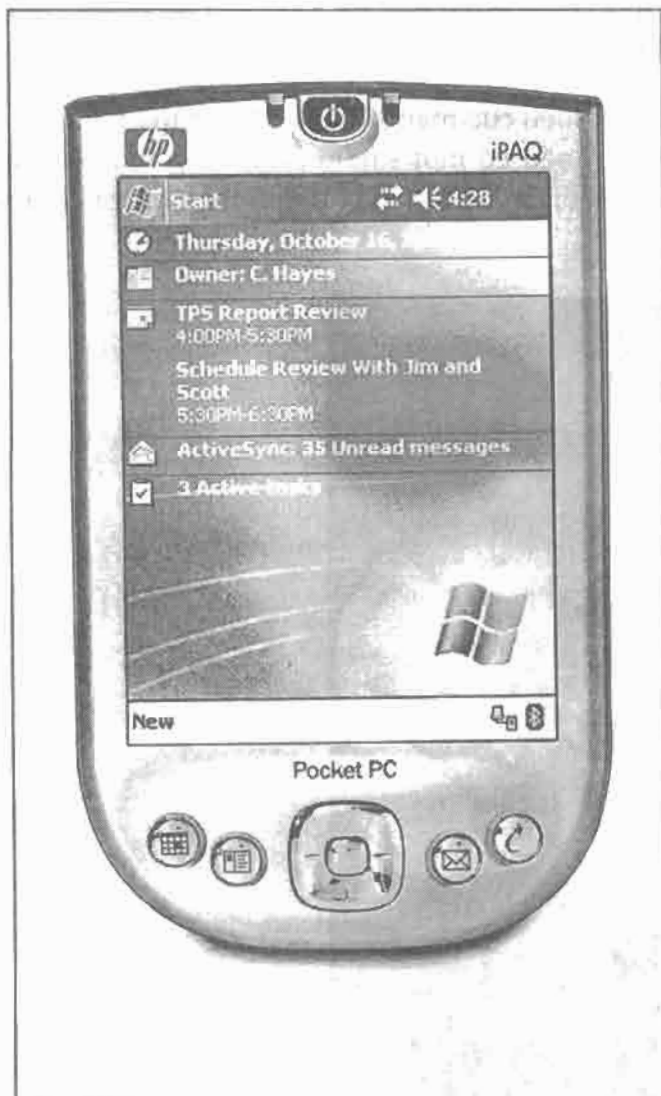 hp
iPAQ
Start 4:28
Thursday, October 16,
Owner: C. Hayes
TPS Report Review
4:00PM-5:30PM
Schedule Review With Jim and
Scott
5:30PM-6:30PM
ActiveSync: 35 Unread messages
3 Active tasks
New
Pocket PC